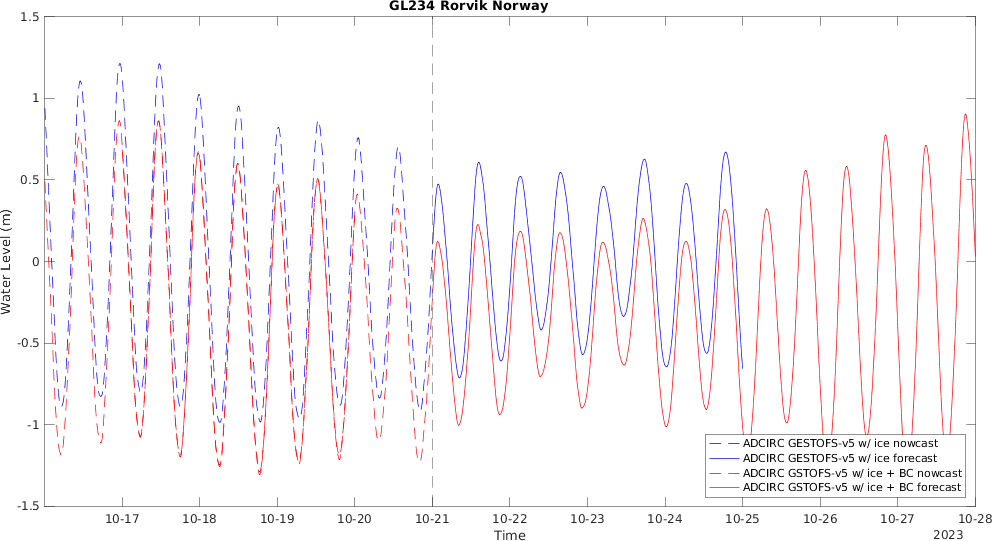 GL234 Rorvik Norway
1.5
1
0.5
0
-0.5
-1
-1.5
Water Level (m)
ADCIRC GESTOFS-v5 w/ ice nowcast
ADCIRC GESTOFS-v5 w/ ice forecast
ADCIRC GSTOFS-v5 w/ ice + BC nowcast
ADCIRC GSTOFS-v5 w/ ice + BC forecast
10-17 10-18 10-19 10-20 10-21 10-22 10-23 10-24 10-25 10-26 10-27 10-28
Time
2023